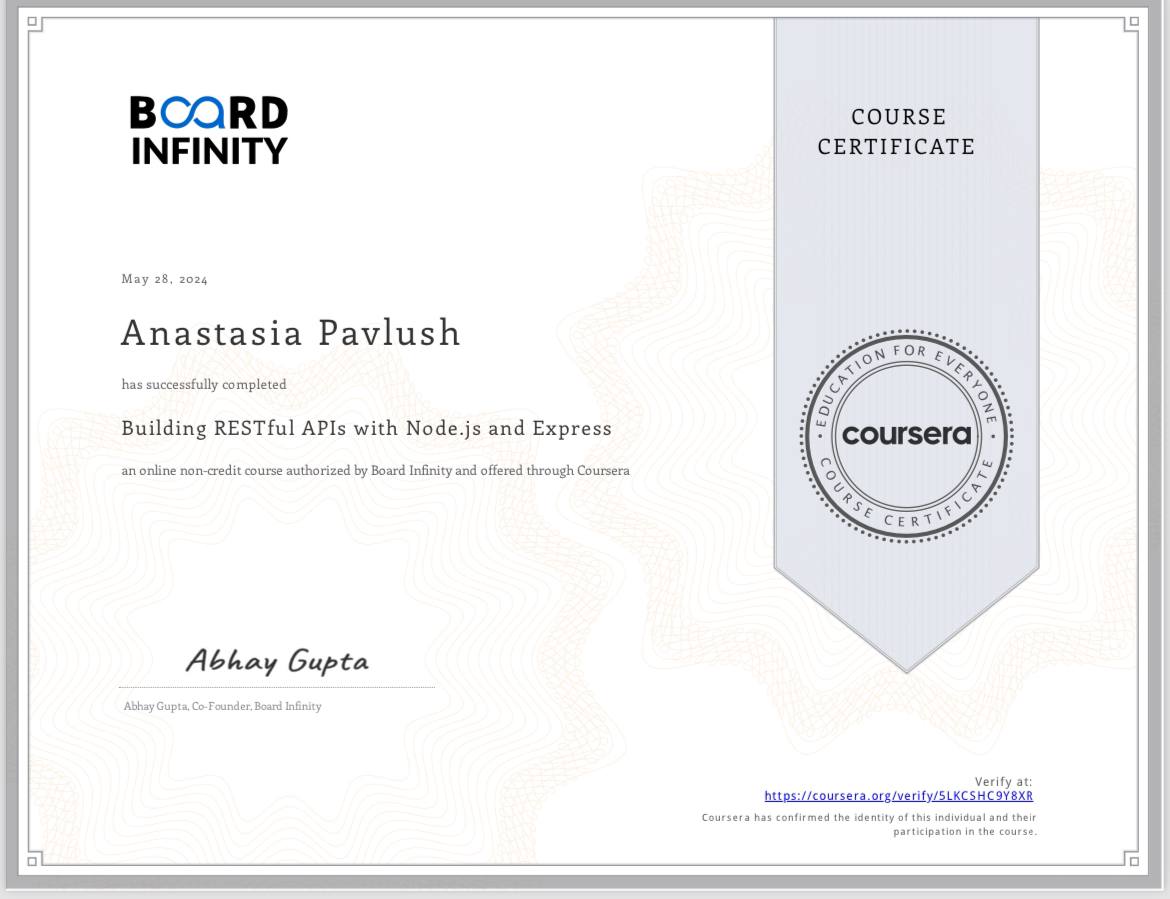 BOARD
INFINITY
COURSE
CERTIFICATE
May 28, 2024
Anastasia Pavlush
has successfully completed
Building RESTful APIs with Node.js and Express
an online non-credit course authorized by Board Infinity and offered through Coursera
EDUCATION FOR EVERYONE
coursera
COURSE CERTIFICATE
Abhay Gupta
Abhay Gupta, Co-Founder, Board Infinity
Verify at:
https://coursera.org/verify/5LKCSHC9Y8XR
Coursera has confirmed the identity of this individual and their
participation in the course.